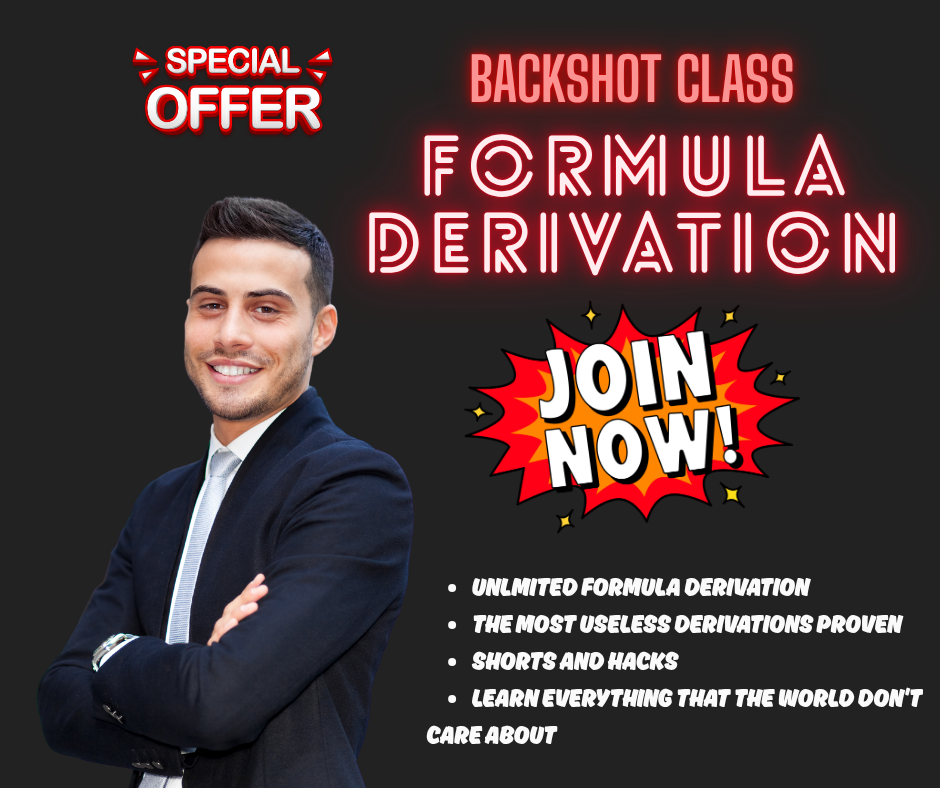 SPECIAL
OFFER
BACKSHOT CLASS
FORMULA
DERIVATION
JOIN
NOW!
• UNLMITED FORMULA DERIVATION
• THE MOST USELESS DERIVATIONS PROVEN
• SHORTS AND HACKS
• LEARN EVERYTHING THAT THE WORLD DON'T
CARE ABOUT